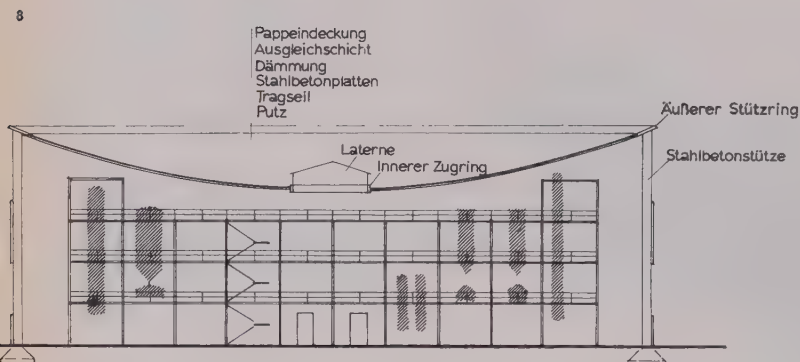 8
Pappeindeckung
Ausgleichschicht
Dämmung
Stahlbetonplatten
Tragseil
Putz
Äußerer Stützring
Laterne
Innerer Zugring
Stahlbetonstütze